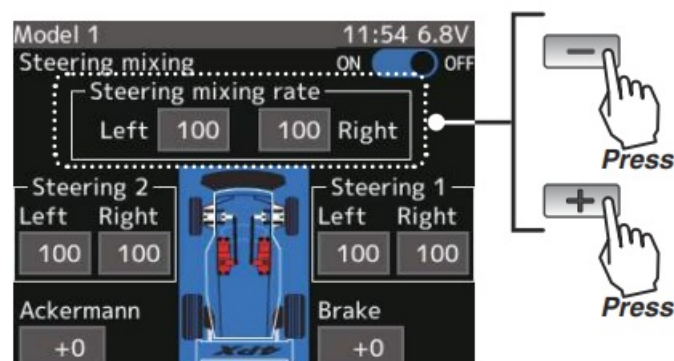 Model 1 11:54 6.8V
Steering mixing ON OFF
Steering mixing rate
Left 100 100 Right
Press
Steering 2 Steering 1
Left Right Left Right
100 100 100 100
Press
Ackermann Brake
+0 +0
4PX